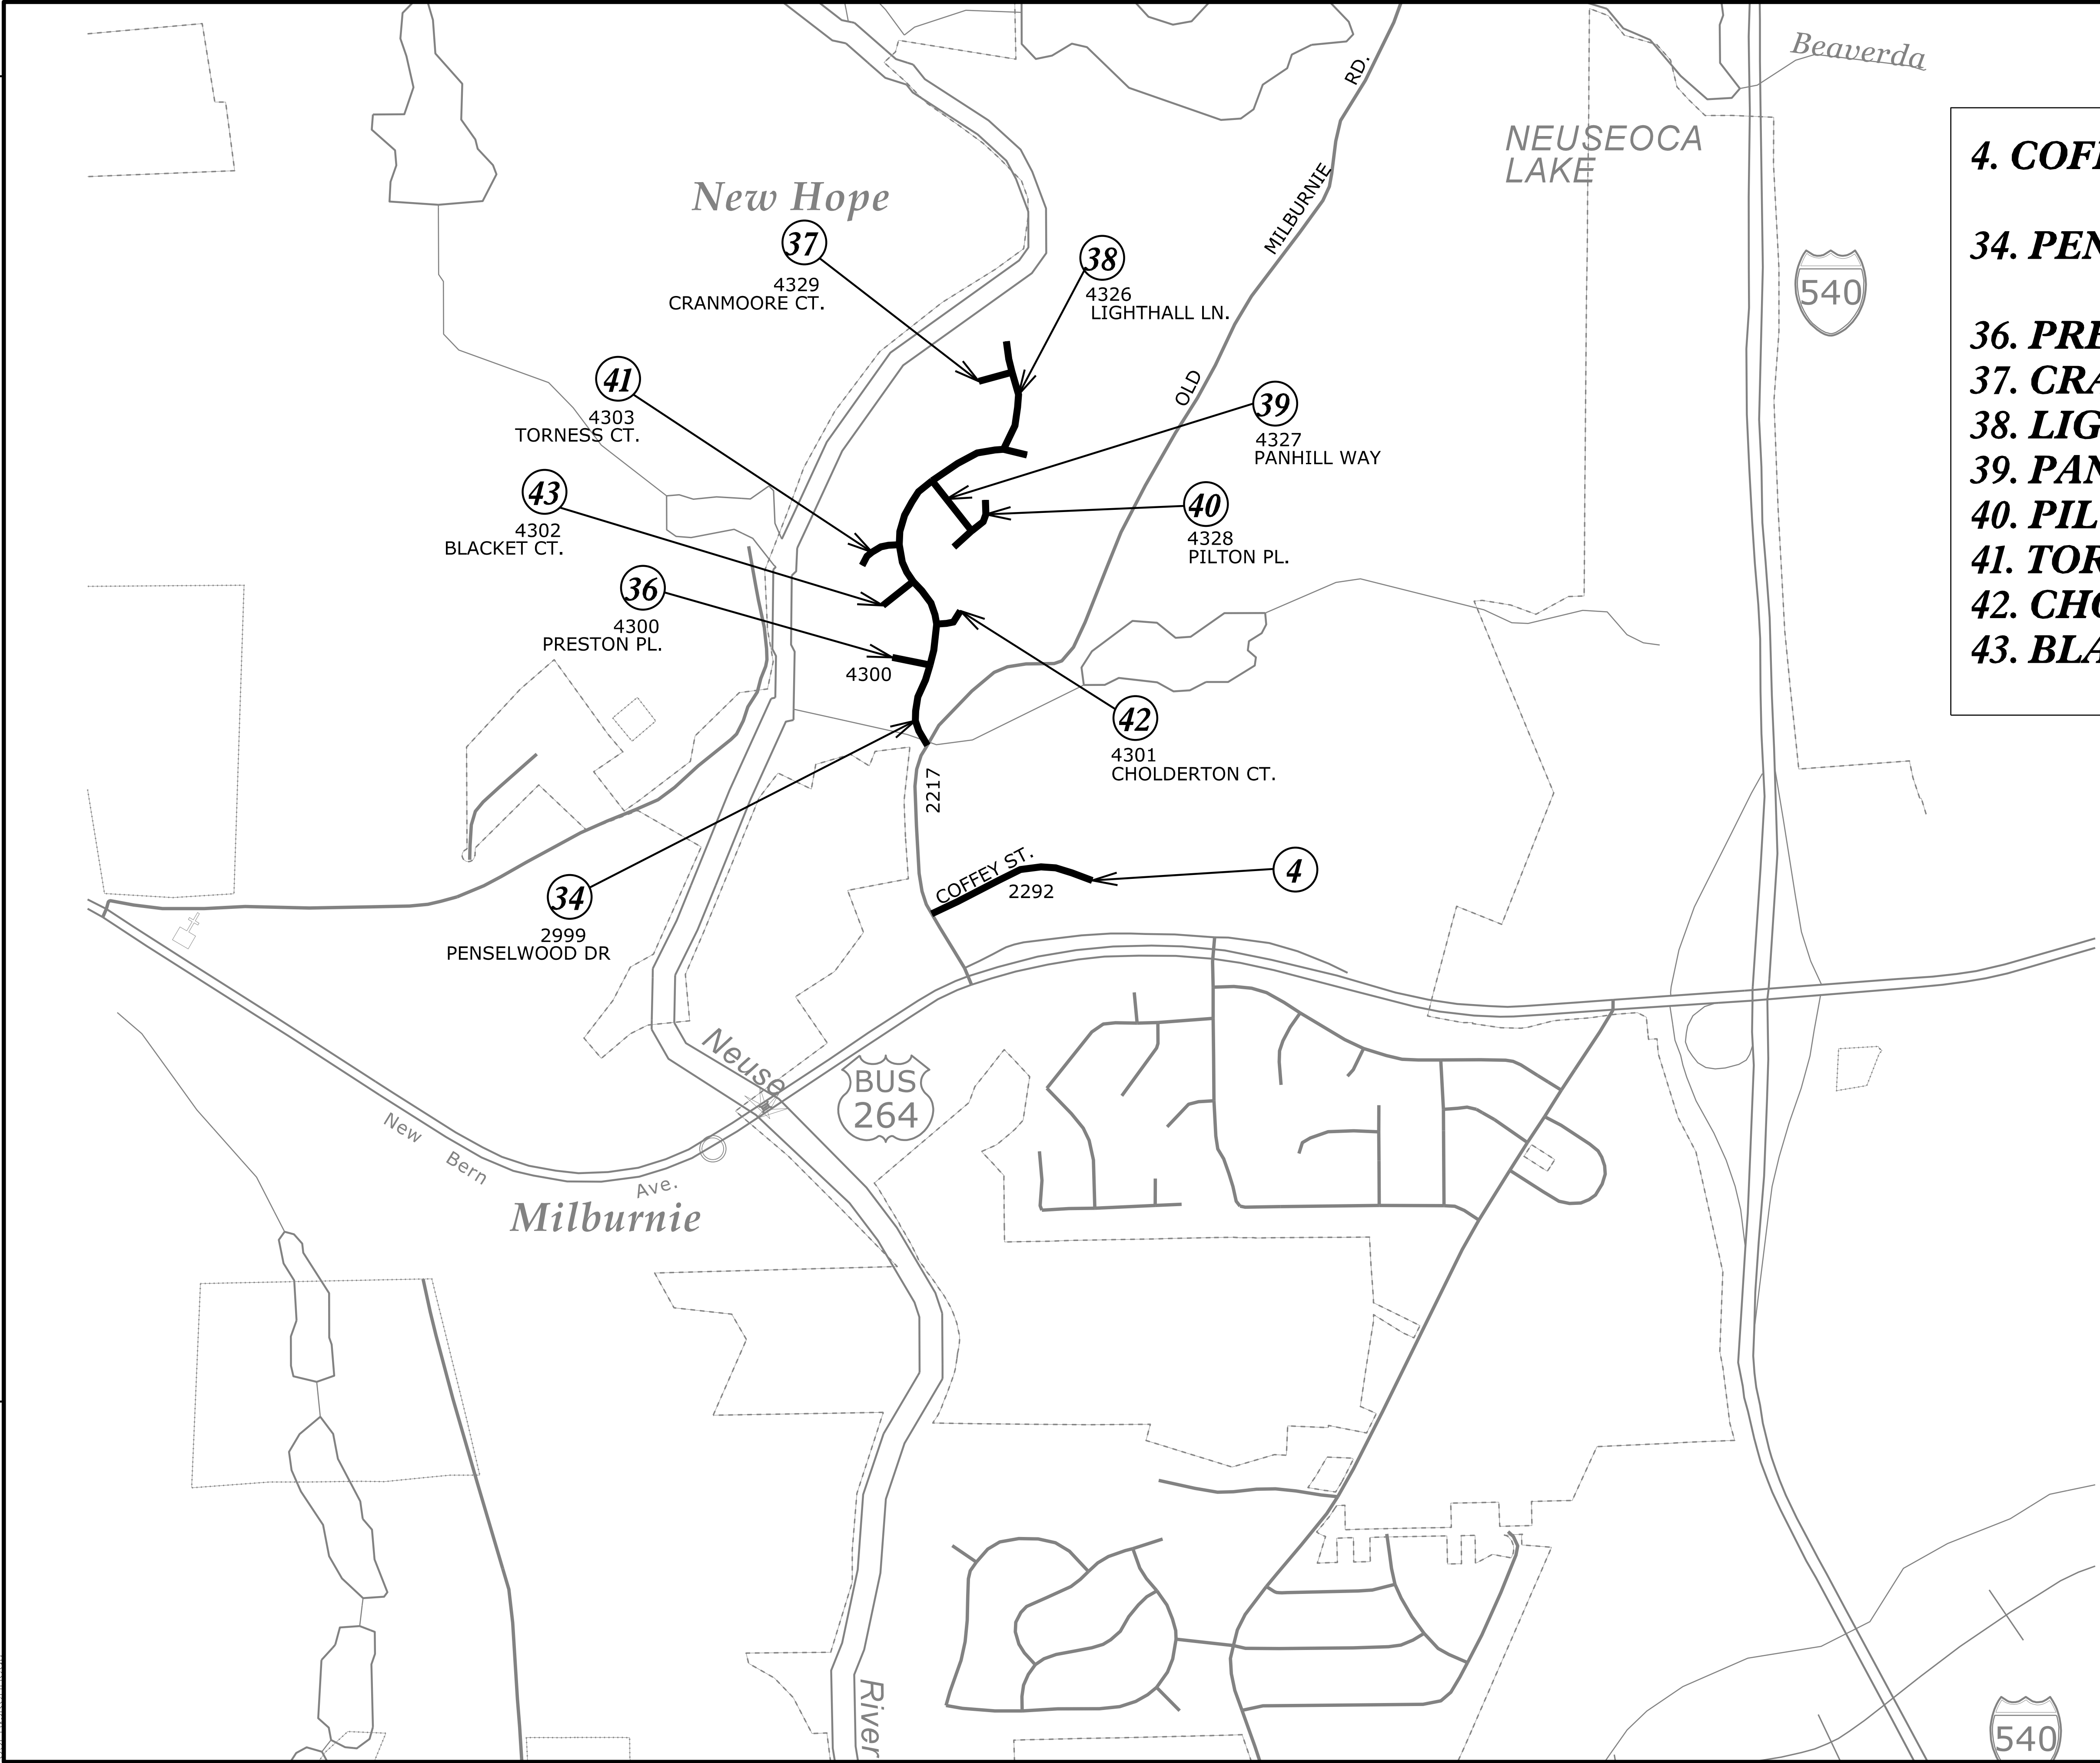 Beaverda
NEUSEOCA
LAKE
RD.
MILBURNIE
OLD
New Hope
37
4329
CRANMOORE CT.
38
4326
LIGHTHALL LN.
540
41
4303
TORNESS CT.
39
4327
PANHILL WAY
43
4302
BLACKET CT.
40
4328
PILTON PL.
36
4300
PRESTON PL.
4300
42
4301
CHOLDERTON CT.
2217
COFFEY ST.
2292
4
34
2999
PENSELWOOD DR
Neuse
BUS
264
New
Bern
Ave.
Milburnie
River
540
4. COF
34. PEN
36. PRE
37. CRA
38. LIG
39. PAN
40. PIL
41. TOR
42. CHO
43. BLA